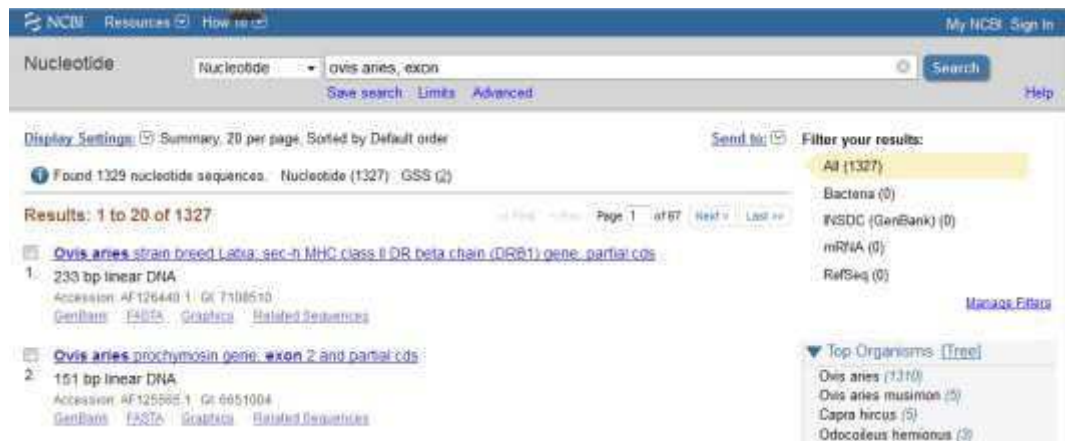 NCBI Resources How To My NCBI Sign In
Nucleotide Nucleotide ovis aries, exon Search
Save search Limits Advanced Help
Display Settings: Summary, 20 per page, Sorted by Default order Send to: Filter your results:
Found 1329 nucleotide sequences. Nucleotide (1327) GSS (2)
All (1327)
Bacteria (0)
INSDC (GenBank) (0)
mRNA (0)
RefSeq (0)
Manage Filters
Results: 1 to 20 of 1327
<< First < Prev Page 1 of 67 Next > Last >>
Ovis aries strain breed Latxa; sec-h MHC class II DR beta chain (DRB1) gene, partial cds
1. 233 bp linear DNA
Accession: AF126440.1 GI: 7108510
GenBank FASTA Graphics Related Sequences
Ovis aries prochymosin gene, exon 2 and partial cds
2. 151 bp linear DNA
GI: 6651004
GenBank FASTA Graphics Related Sequences
Top Organisms [Tree]
Ovis aries (1310)
Ovis aries musimon (5)
Capra hircus (5)
Odocoileus hemionus (3)